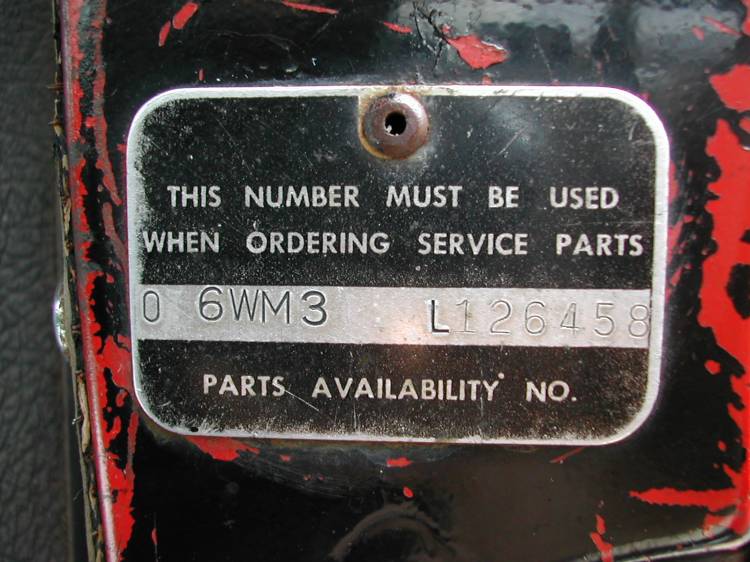 THIS NUMBER MUST BE USED
WHEN ORDERING SERVICE PARTS
0 6WM3 L126458
PARTS AVAILABILITY NO.